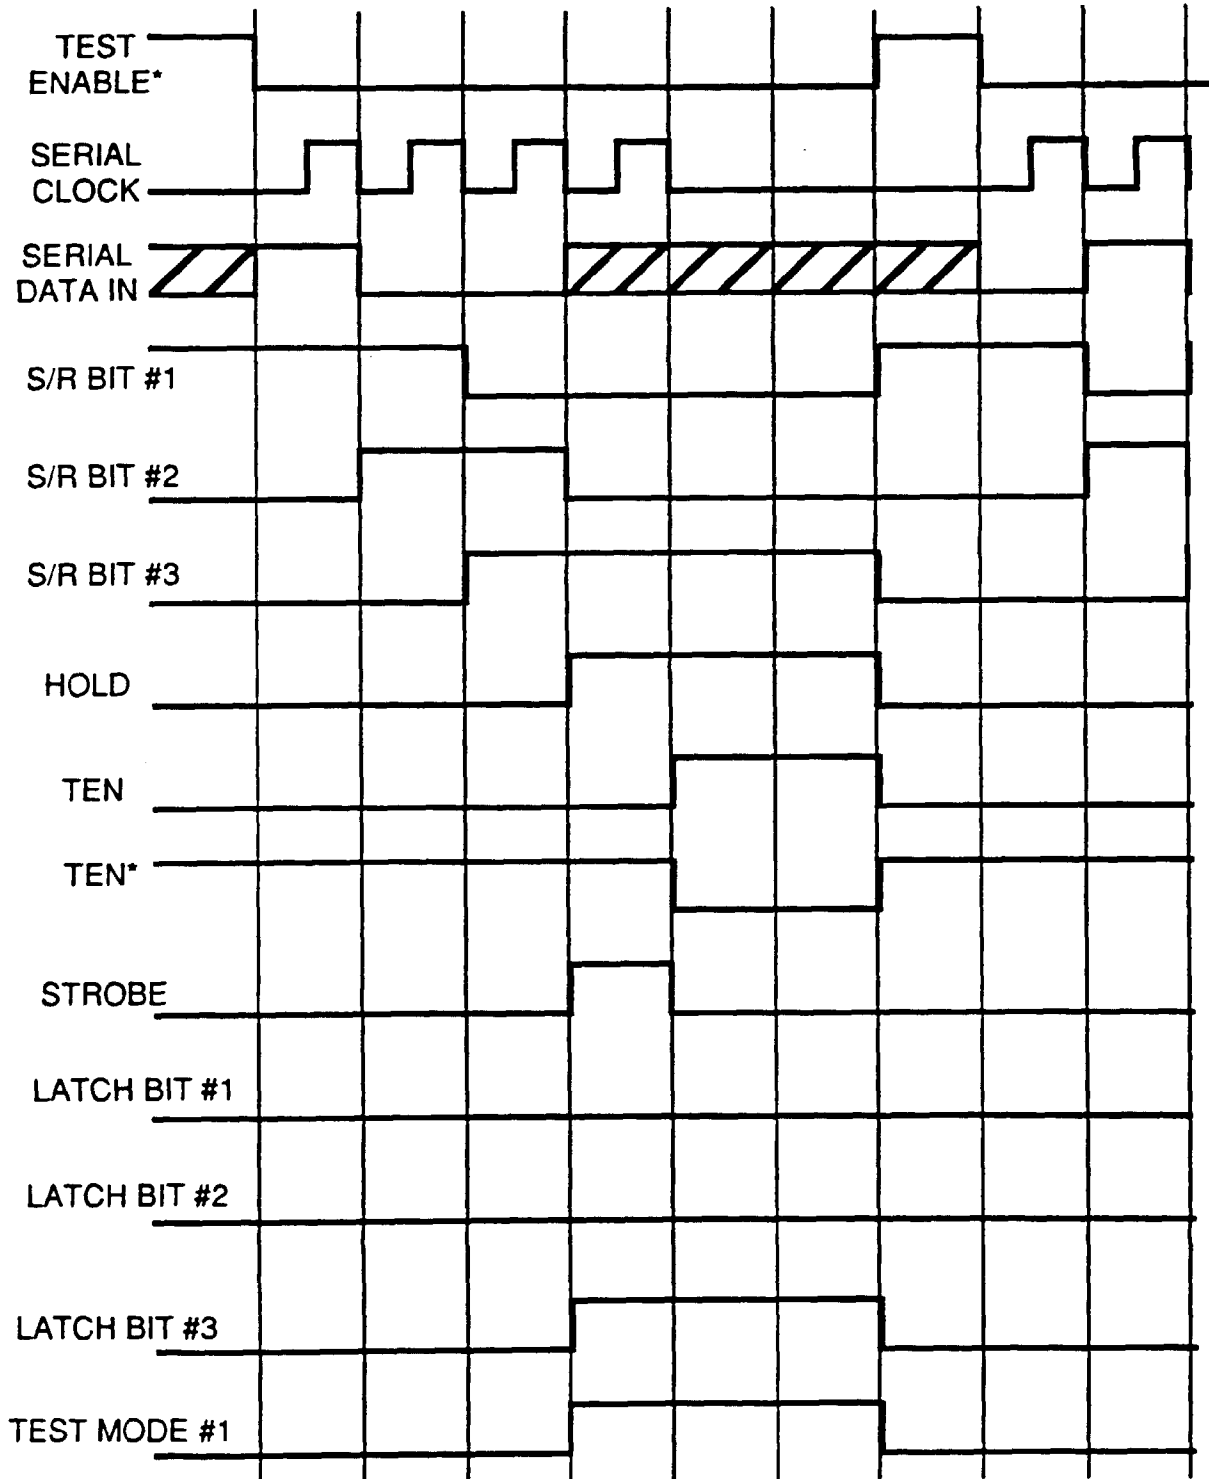 TEST
ENABLE*
SERIAL
CLOCK
SERIAL
DATA IN
S/R BIT #1
S/R BIT #2
S/R BIT #3
HOLD
TEN
TEN*
STROBE
LATCH BIT #1
LATCH BIT #2
LATCH BIT #3
TEST MODE #1